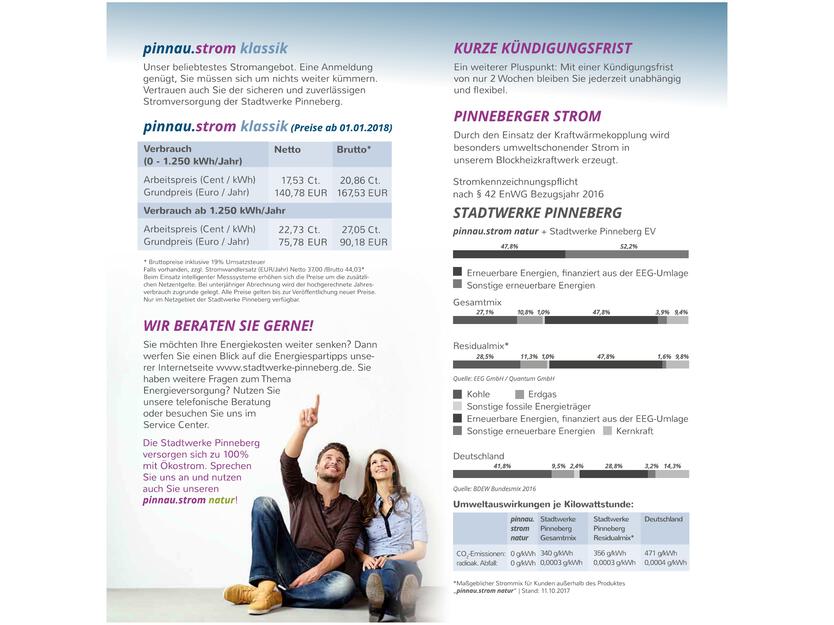 pinnau.strom klassik
Unser beliebtestes Stromangebot. Eine Anmeldung
genügt, Sie müssen sich um nichts weiter kümmern.
Vertrauen auch Sie der sicheren und zuverlässigen
Stromversorgung der Stadtwerke Pinneberg.
pinnau.strom klassik (Preise ab 01.01.2018)
Verbrauch Netto Brutto*
(0 - 1.250 kWh/Jahr)
Arbeitspreis (Cent / kWh) 17,53 Ct. 20,86 Ct.
Grundpreis (Euro / Jahr) 140,78 EUR 167,53 EUR
Verbrauch ab 1.250 kWh/Jahr
Arbeitspreis (Cent / kWh) 22,73 Ct. 27,05 Ct.
Grundpreis (Euro / Jahr) 75,78 EUR 90,18 EUR
* Bruttopreise inklusive 19% Umsatzsteuer
Falls vorhanden, zzgl. Stromwandlersatz (EUR/Jahr) Netto 37,00 /Brutto 44,03*
Beim Einsatz intelligenter Messsysteme erhöhen sich die Preise um die zusätzli-
chen Netzentgelte. Bei unterjähriger Abrechnung wird der hochgerechnete Jahres-
verbrauch zugrunde gelegt. Alle Preise gelten bis zur Veröffentlichung neuer Preise.
Nur im Netzgebiet der Stadtwerke Pinneberg verfügbar.
WIR BERATEN SIE GERNE!
Sie möchten Ihre Energiekosten weiter senken? Dann
werfen Sie einen Blick auf die Energiespartipps unse-
rer Internetseite www.stadtwerke-pinneberg.de. Sie
haben weitere Fragen zum Thema
Energieversorgung? Nutzen Sie
unsere telefonische Beratung
oder besuchen Sie uns im
Service Center.
Die Stadtwerke Pinneberg
versorgen sich zu 100%
mit Ökostrom. Sprechen
Sie uns an und nutzen
auch Sie unseren
pinnau.strom natur!
KURZE KÜNDIGUNGSFRIST
Ein weiterer Pluspunkt: Mit einer Kündigungsfrist
von nur 2 Wochen bleiben Sie jederzeit unabhängig
und flexibel.
PINNEBERGER STROM
Durch den Einsatz der Kraftwärmekopplung wird
besonders umweltschonender Strom in
unserem Blockheizkraftwerk erzeugt.
Stromkennzeichnungspflicht
nach § 42 EnWG Bezugsjahr 2016
STADTWERKE PINNEBERG
pinnau.strom natur + Stadtwerke Pinneberg EV
47,8% 52,2%
Erneuerbare Energien, finanziert aus der EEG-Umlage
Sonstige erneuerbare Energien
Gesamtmix
27,1% 10,8% 1,0% 47,8% 3,9% 9,4%
Residualmix*
28,5% 11,3% 1,0% 47,8% 1,6% 9,8%
Quelle: EEG GmbH / Quantum GmbH
Kohle Erdgas
Sonstige fossile Energieträger
Erneuerbare Energien, finanziert aus der EEG-Umlage
Sonstige erneuerbare Energien Kernkraft
Deutschland
41,8% 9,5% 2,4% 28,8% 3,2% 14,3%
Quelle: BDEW Bundesmix 2016
Umweltauswirkungen je Kilowattstunde:
pinnau. Stadtwerke Stadtwerke Deutschland
strom Pinneberg Pinneberg
natur Gesamtmix Residualmix*
CO2-Emissionen: 0 g/kWh 340 g/kWh 356 g/kWh 471 g/kWh
radioak. Abfall: 0 g/kWh 0,0003 g/kWh 0,0003 g/kWh 0,0004 g/kWh
*Maßgeblicher Strommix für Kunden außerhalb des Produktes
„pinnau.strom natur" | Stand: 11.10.2017